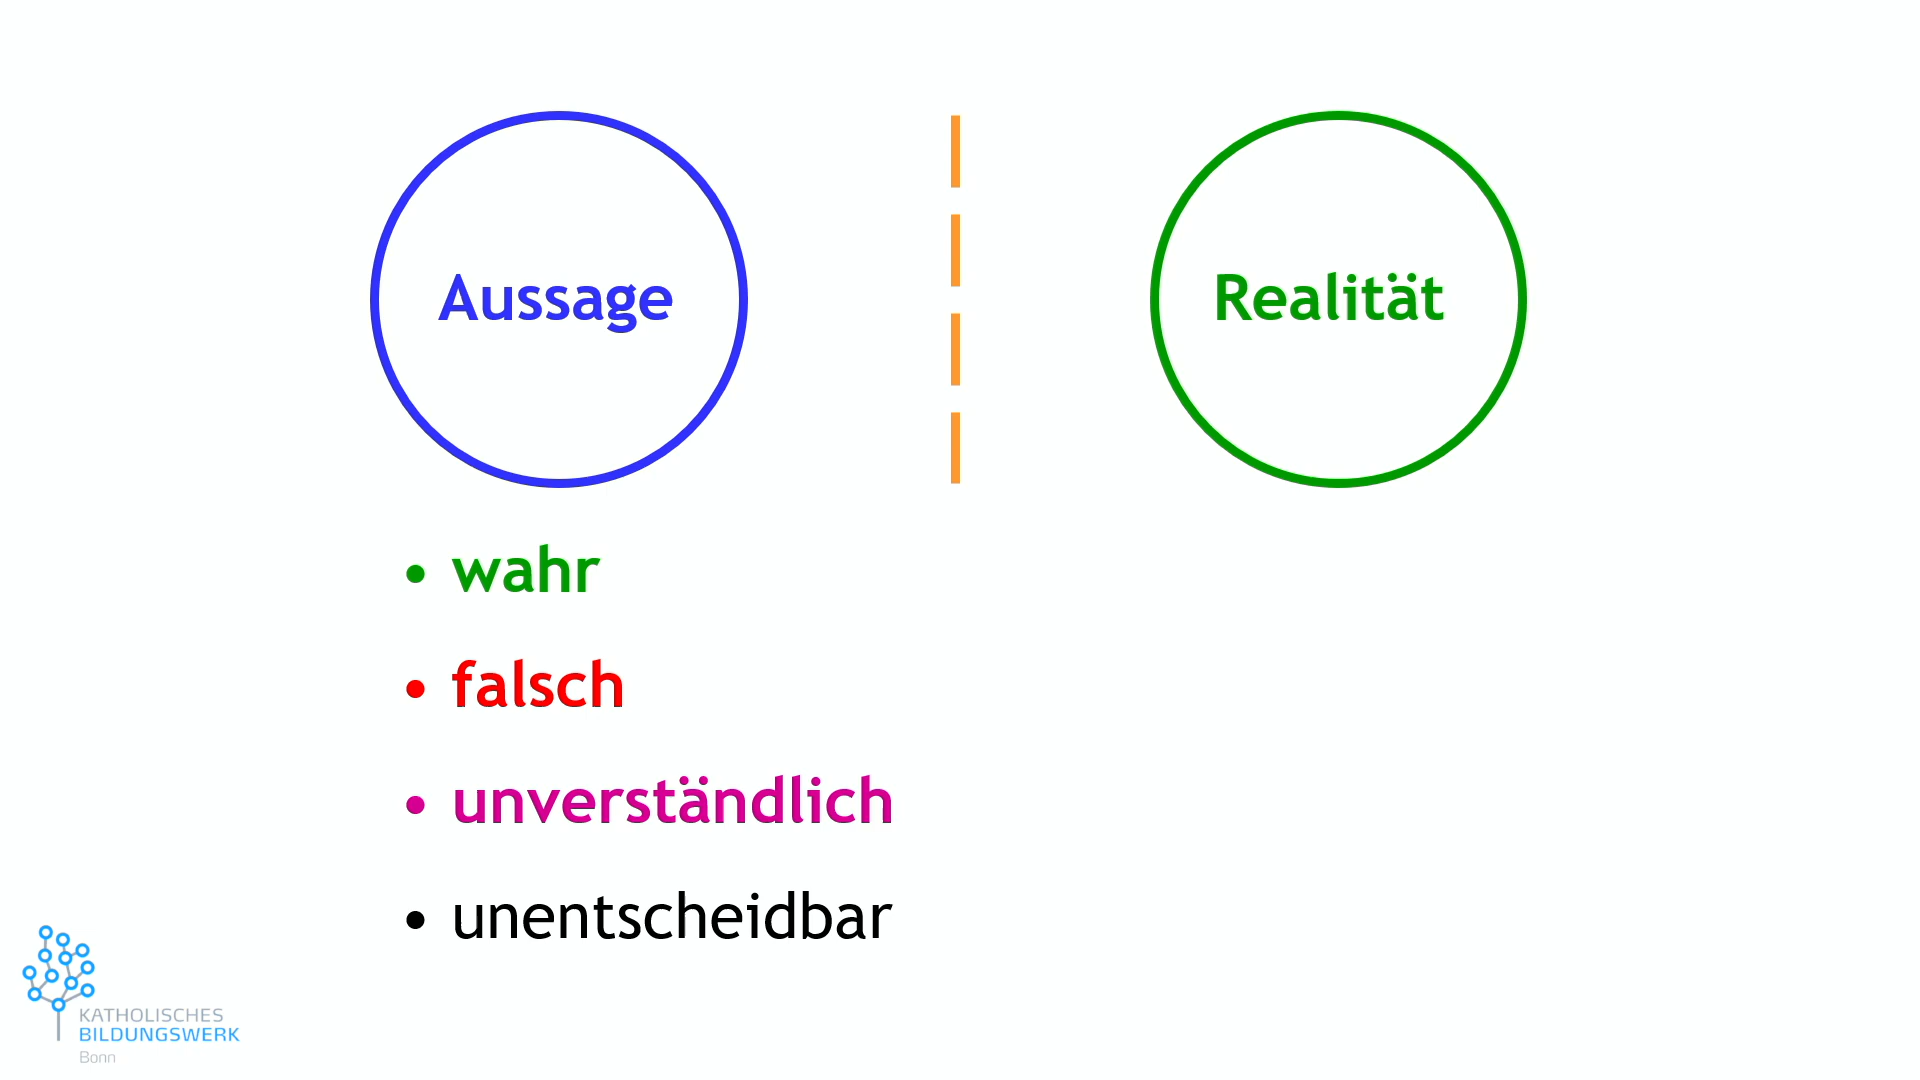 Aussage
Realität
• wahr
• falsch
• unverständlich
• unentscheidbar
KATHOLISCHES
BILDUNGSWERK
Bonn